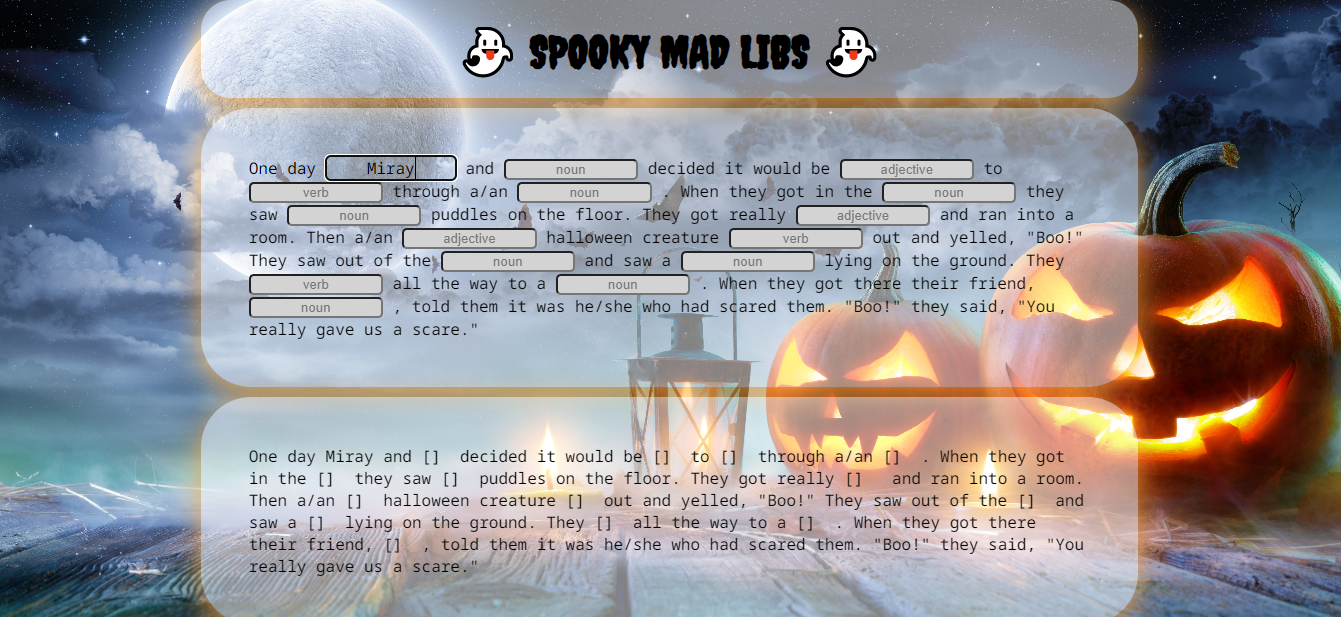 SPOOKY MAD LIBS
One day Miray and noun decided it would be adjective to
verb through a/an noun . When they got in the noun they
saw noun puddles on the floor. They got really adjective and ran into a
room. Then a/an adjective halloween creature verb out and yelled, "Boo!"
They saw out of the noun and saw a noun lying on the ground. They
verb all the way to a noun . When they got there their friend,
noun , told them it was he/she who had scared them. "Boo!" they said, "You
really gave us a scare."
One day Miray and [] decided it would be [] to [] through a/an [] . When they got
in the [] they saw [] puddles on the floor. They got really [] and ran into a room.
Then a/an [] halloween creature [] out and yelled, "Boo!" They saw out of the [] and
saw a [] lying on the ground. They [] all the way to a [] . When they got there
their friend, [] , told them it was he/she who had scared them. "Boo!" they said, "You
really gave us a scare."